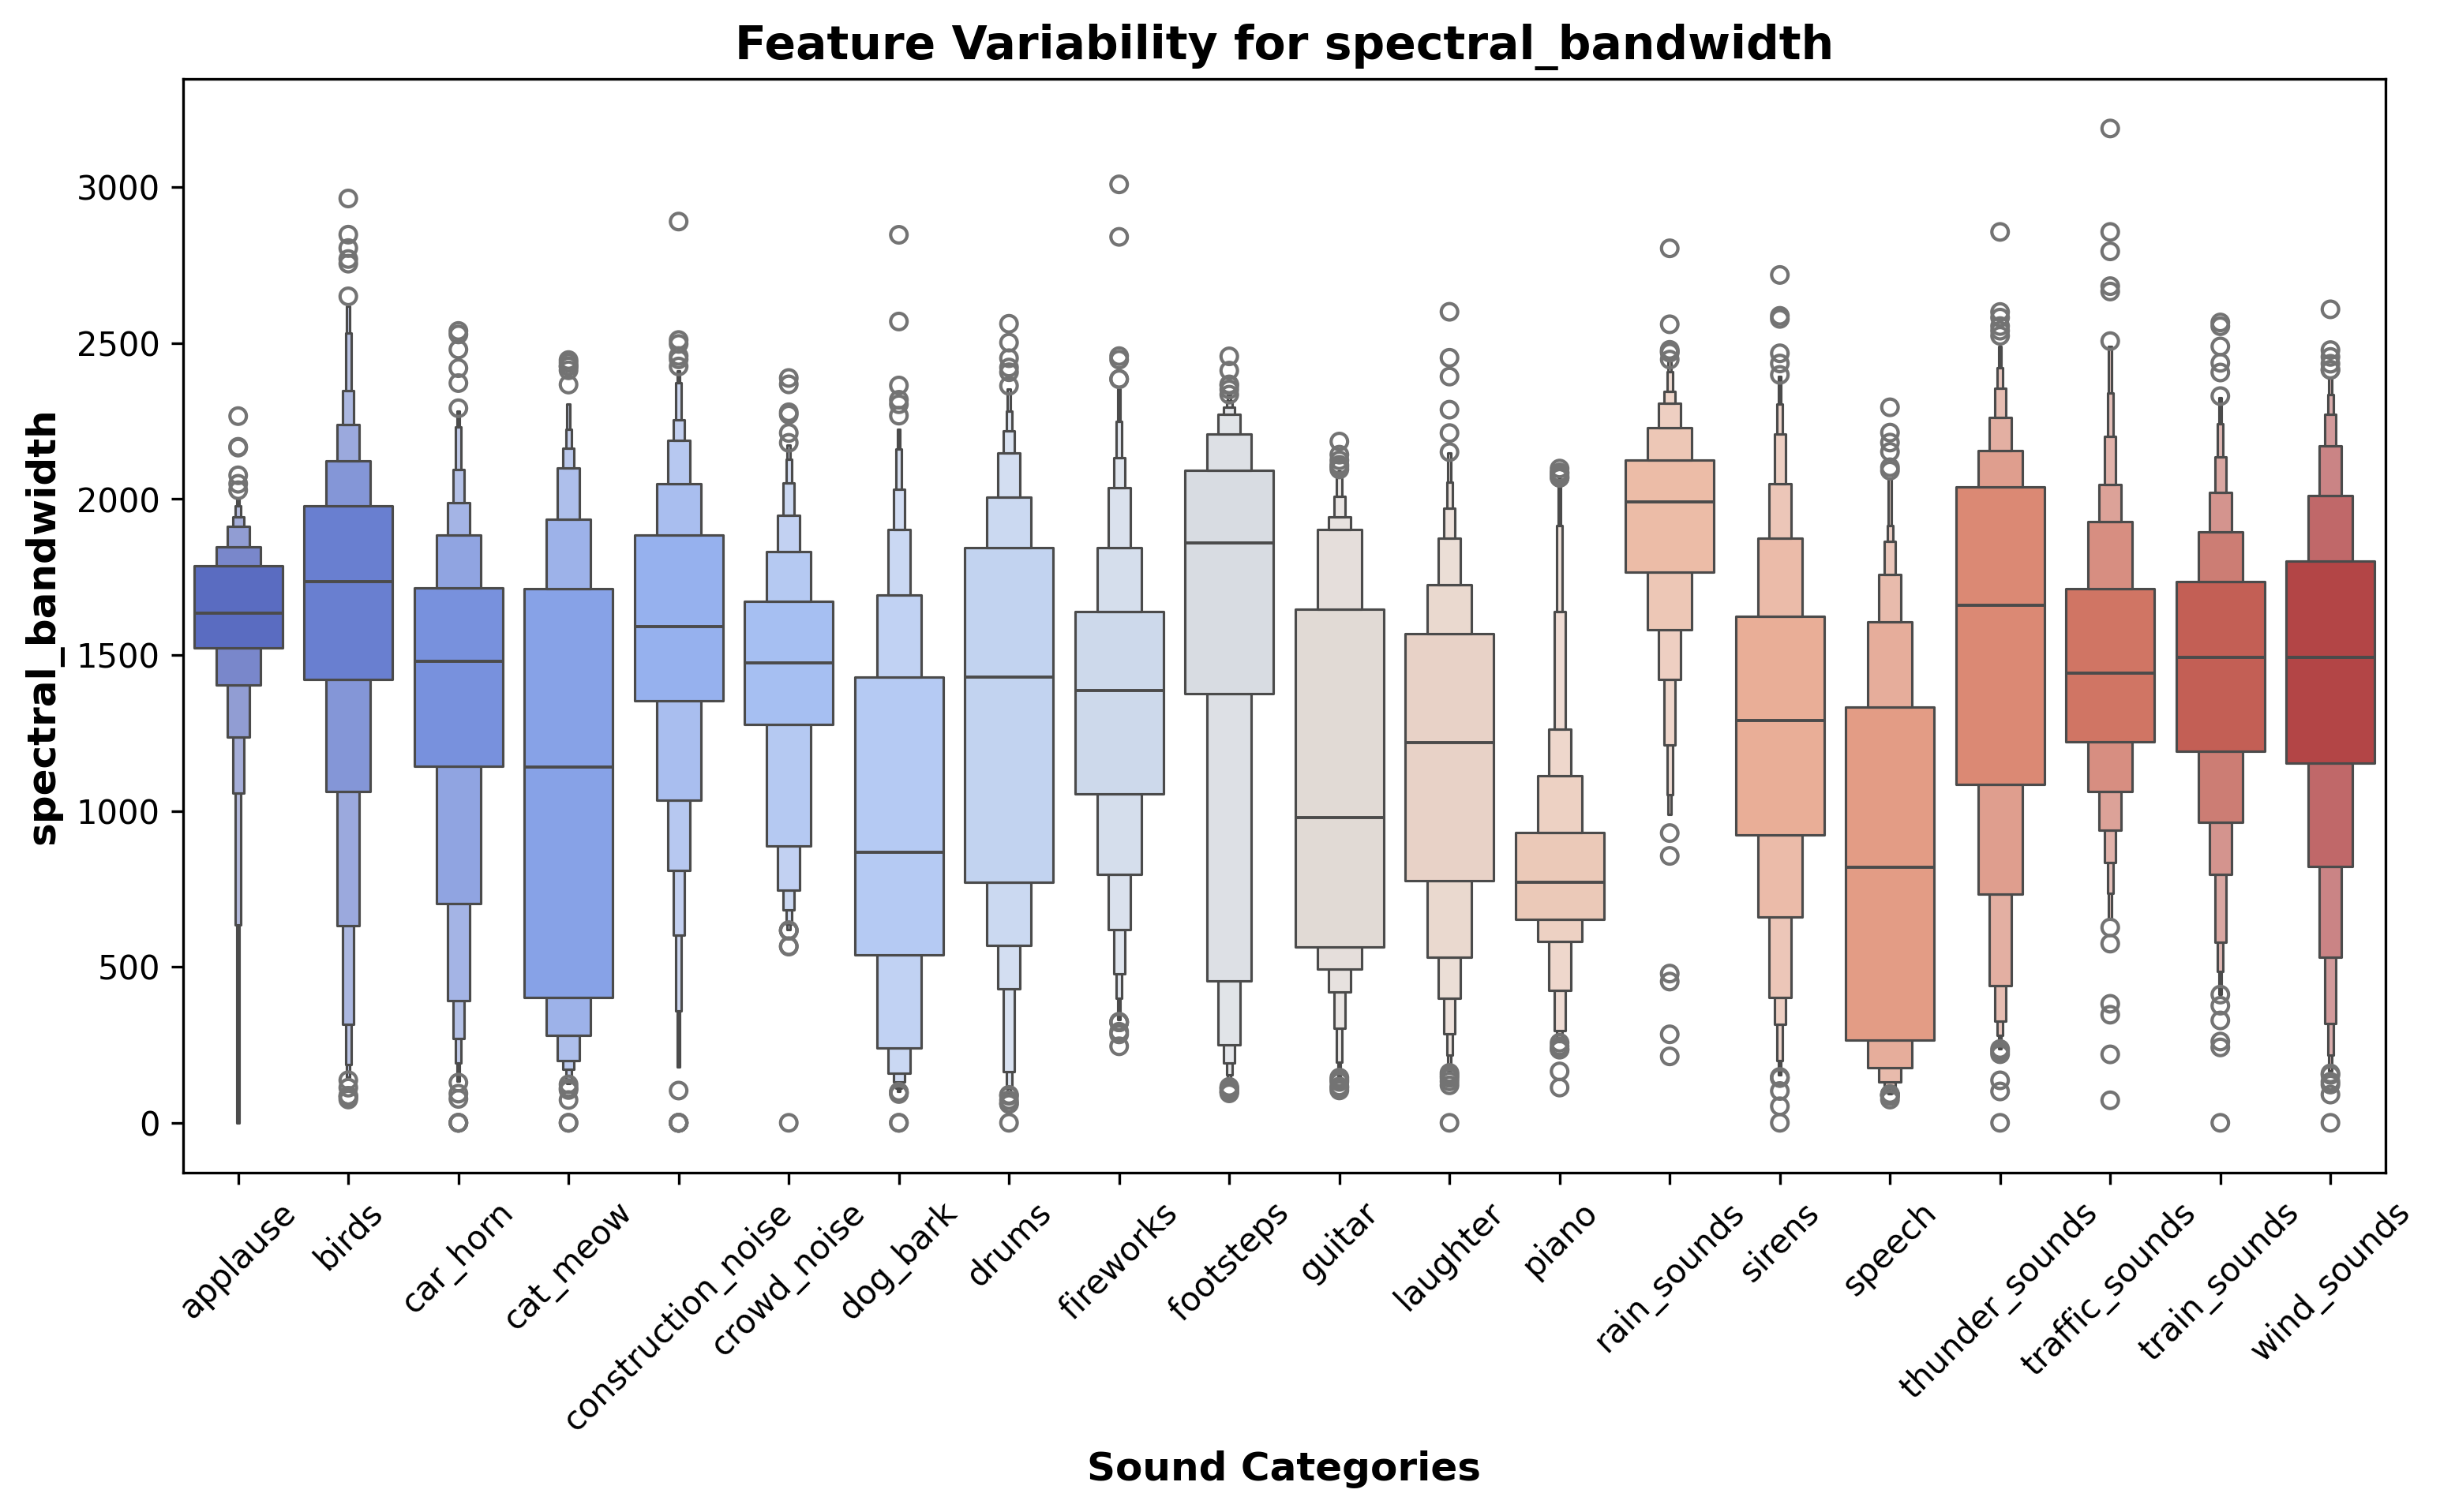 Feature Variability for spectral_bandwidth
spectral_bandwidth
3000
2500
2000
1500
1000
500
0
applause
birds
car_horn
cat_meow
construction_noise
crowd_noise
dog_bark
drums
fireworks
footsteps
guitar
laughter
piano
rain_sounds
sirens
speech
thunder_sounds
traffic_sounds
train_sounds
wind_sounds
Sound Categories